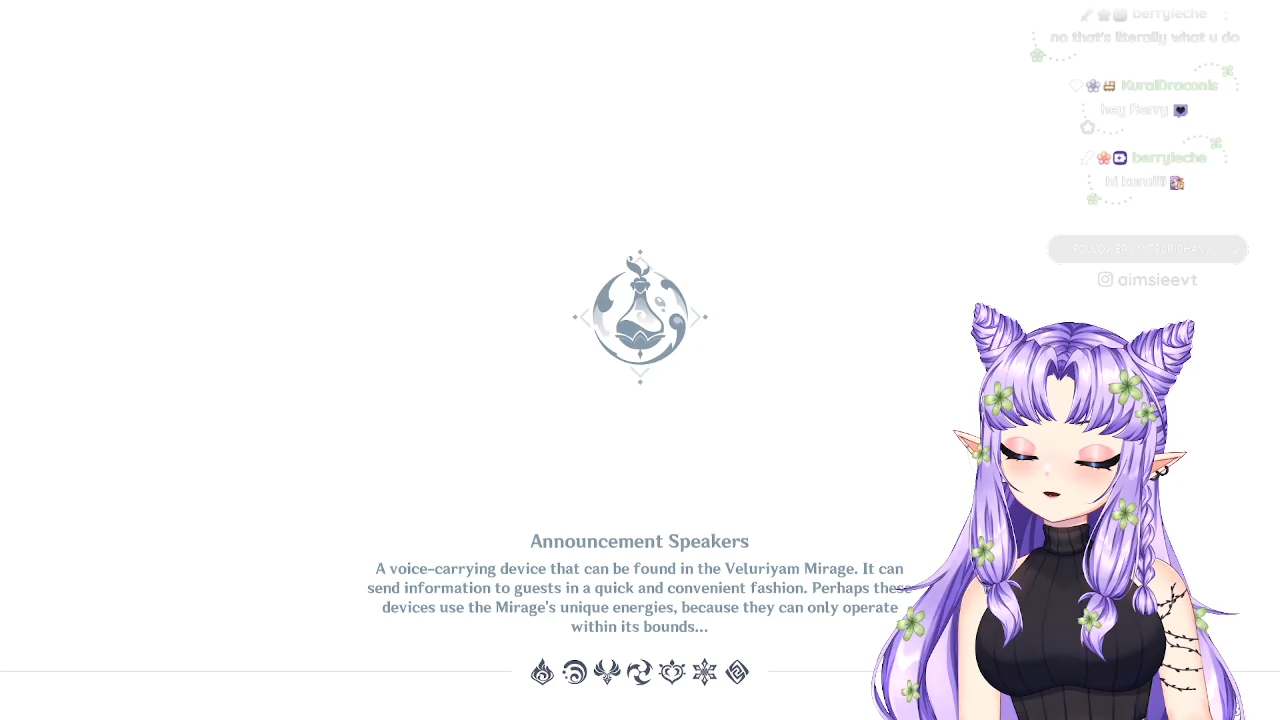 berryleche
no that's literally what u do
KuraiDraconis
hey Berry
berryleche
hi kuraiiii
aimsieevt
Announcement Speakers
A voice-carrying device that can be found in the Veluriyam Mirage. It can
send information to guests in a quick and convenient fashion. Perhaps these
devices use the Mirage's unique energies, because they can only operate
within its bounds...